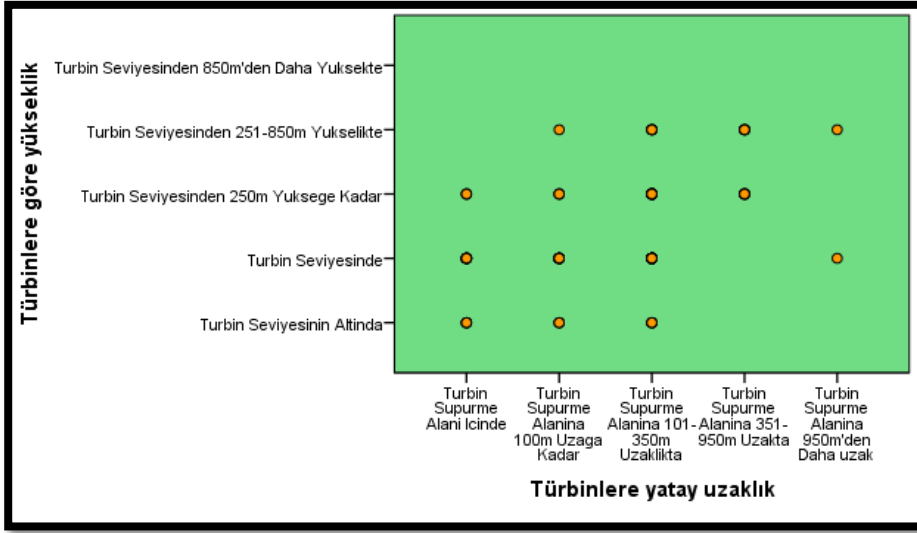 Türbinlere göre yükseklik
Turbin Seviyesinden 850m'den Daha Yuksekte
Turbin Seviyesinden 251-850m Yukselikte
Turbin Seviyesinden 250m Yuksege Kadar
Turbin Seviyesinde
Turbin Seviyesinin Altinda
Turbin
Supurme
Alani Icinde
Turbin
Supurme
Alanina
100m Uzaga
Kadar
Turbin
Supurme
Alanina 101-
350m
Uzaklikta
Turbin
Supurme
Alanina 351-
950m Uzakta
Turbin
Supurme
Alanina
950m'den
Daha uzak
Türbinlere yatay uzaklık